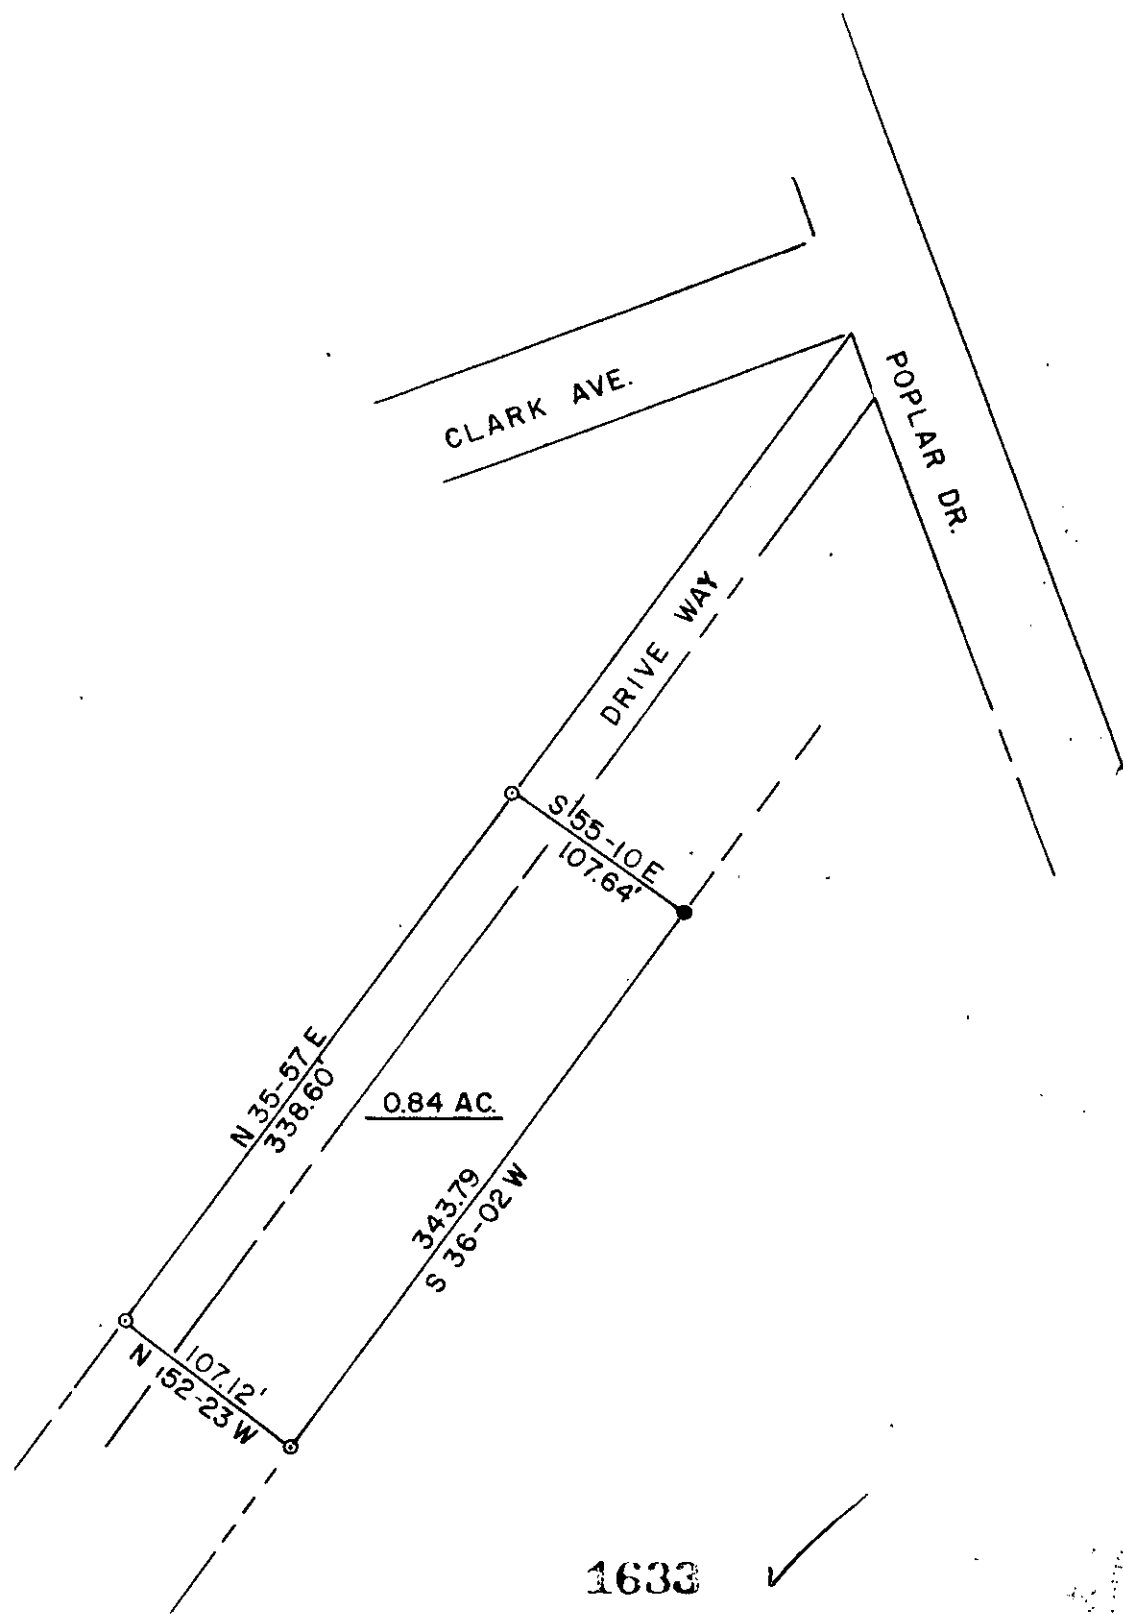 CLARK AVE.
POPLAR DR.
DRIVE WAY
S 55-10 E
107.64'
N 35-57 E
338.60'
0.84 AC.
343.79
S 36-02 W
107.12'
N 52-23 W
1633